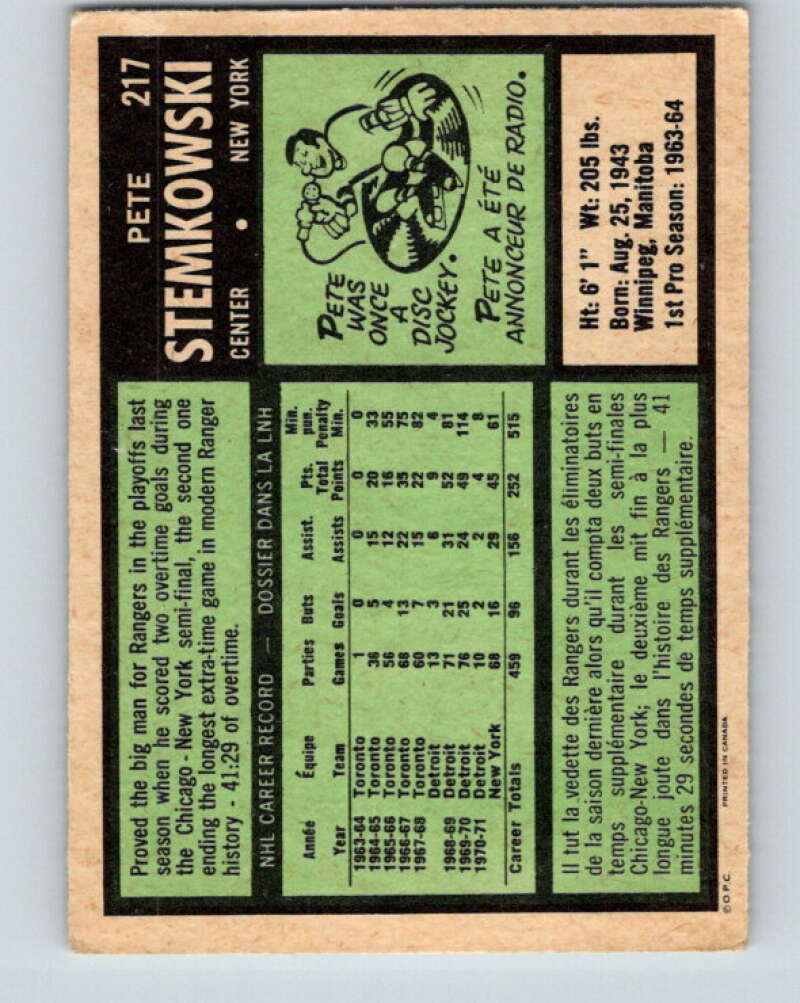 PETE 217
STEMKOWSKI
CENTER • NEW YORK
Proved the big man for Rangers in the playoffs last
season when he scored two overtime goals during
the Chicago - New York semi-final, the second one
ending the longest extra-time game in modern Ranger
history - 41:29 of overtime.
PETE
WAS
ONCE
A
DISC
JOCKEY.
PETE A ÉTÉ
ANNONCEUR DE RADIO.
Ht: 6' 1" Wt: 205 lbs.
Born: Aug. 25, 1943
Winnipeg, Manitoba
1st Pro Season: 1963-64
NHL CAREER RECORD — DOSSIER DANS LA LNH
Année Équipe Parties Buts Assist. Pts. Total Min. pun. Penalty
Year Team Games Goals Assists Points Min.
1963-64 Toronto 1 0 0 0 0
1964-65 Toronto 36 5 15 20 33
1965-66 Toronto 56 4 12 16 55
1966-67 Toronto 68 13 22 35 75
1967-68 Toronto 60 7 15 22 82
Detroit 13 3 6 9 4
1968-69 Detroit 71 21 31 52 81
1969-70 Detroit 76 25 24 49 114
1970-71 Detroit 10 2 2 4 8
New York 68 16 29 45 61
Career Totals 459 96 156 252 515
Il tut la vedette des Rangers durant les éliminatoires
de la saison dernière alors qu'il compta deux buts en
temps supplémentaire durant les semi-finales
Chicago-New York; le deuxième mit fin à la plus
longue joute dans l'histoire des Rangers — 41
minutes 29 secondes de temps supplémentaire.
© O.P.C. PRINTED IN CANADA